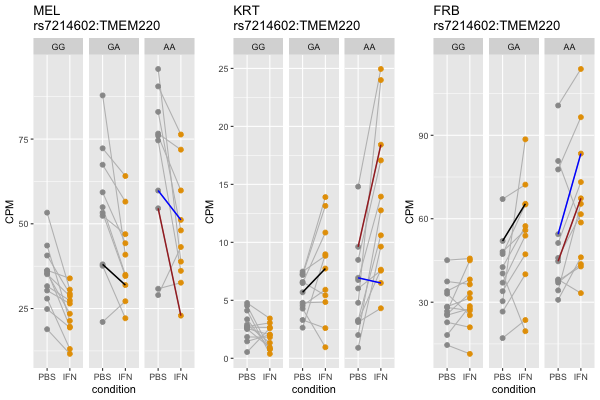 MEL
rs7214602:TMEM220
GG GA AA
CPM
75
50
25
PBS IFN PBS IFN PBS IFN
condition
KRT
rs7214602:TMEM220
GG GA AA
CPM
25
20
15
10
5
0
PBS IFN PBS IFN PBS IFN
condition
FRB
rs7214602:TMEM220
GG GA AA
CPM
90
60
30
PBS IFN PBS IFN PBS IFN
condition